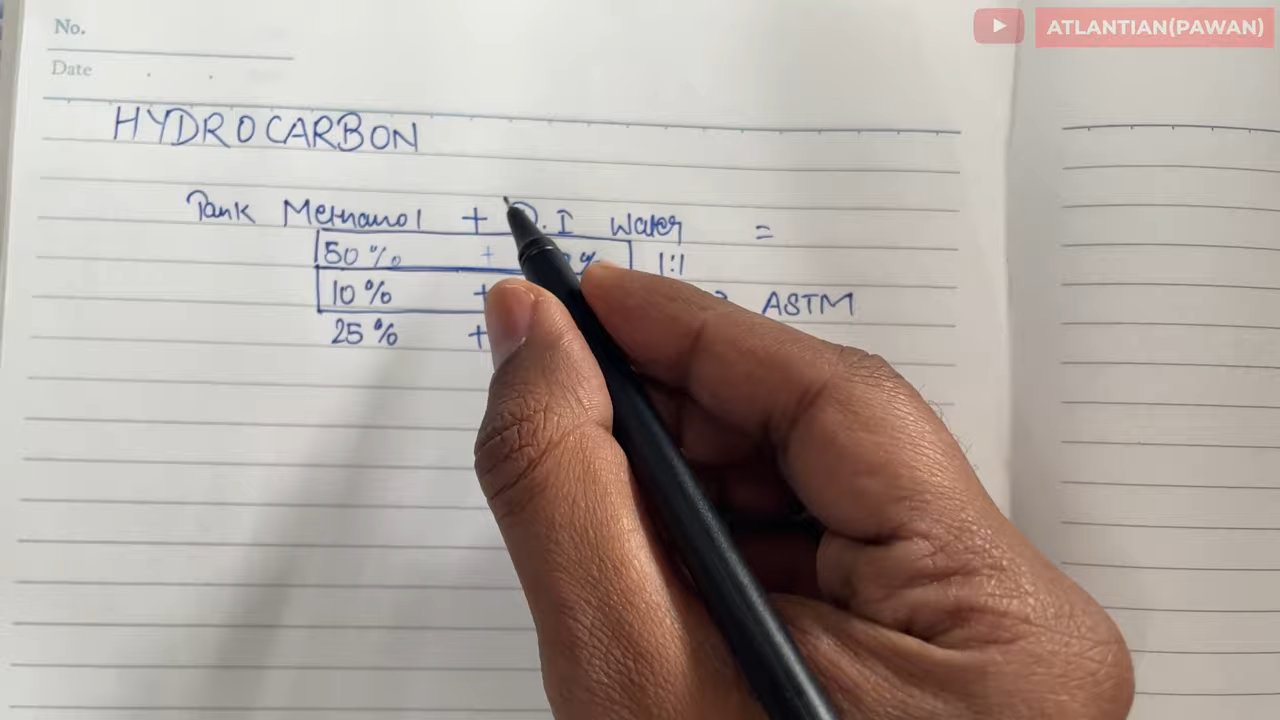 ATLANTIAN(PAWAN)
No.
Date
HYDROCARBON
Tank Methanol + D.I Water =
50% + % 1:1
10% + ASTM
25% +